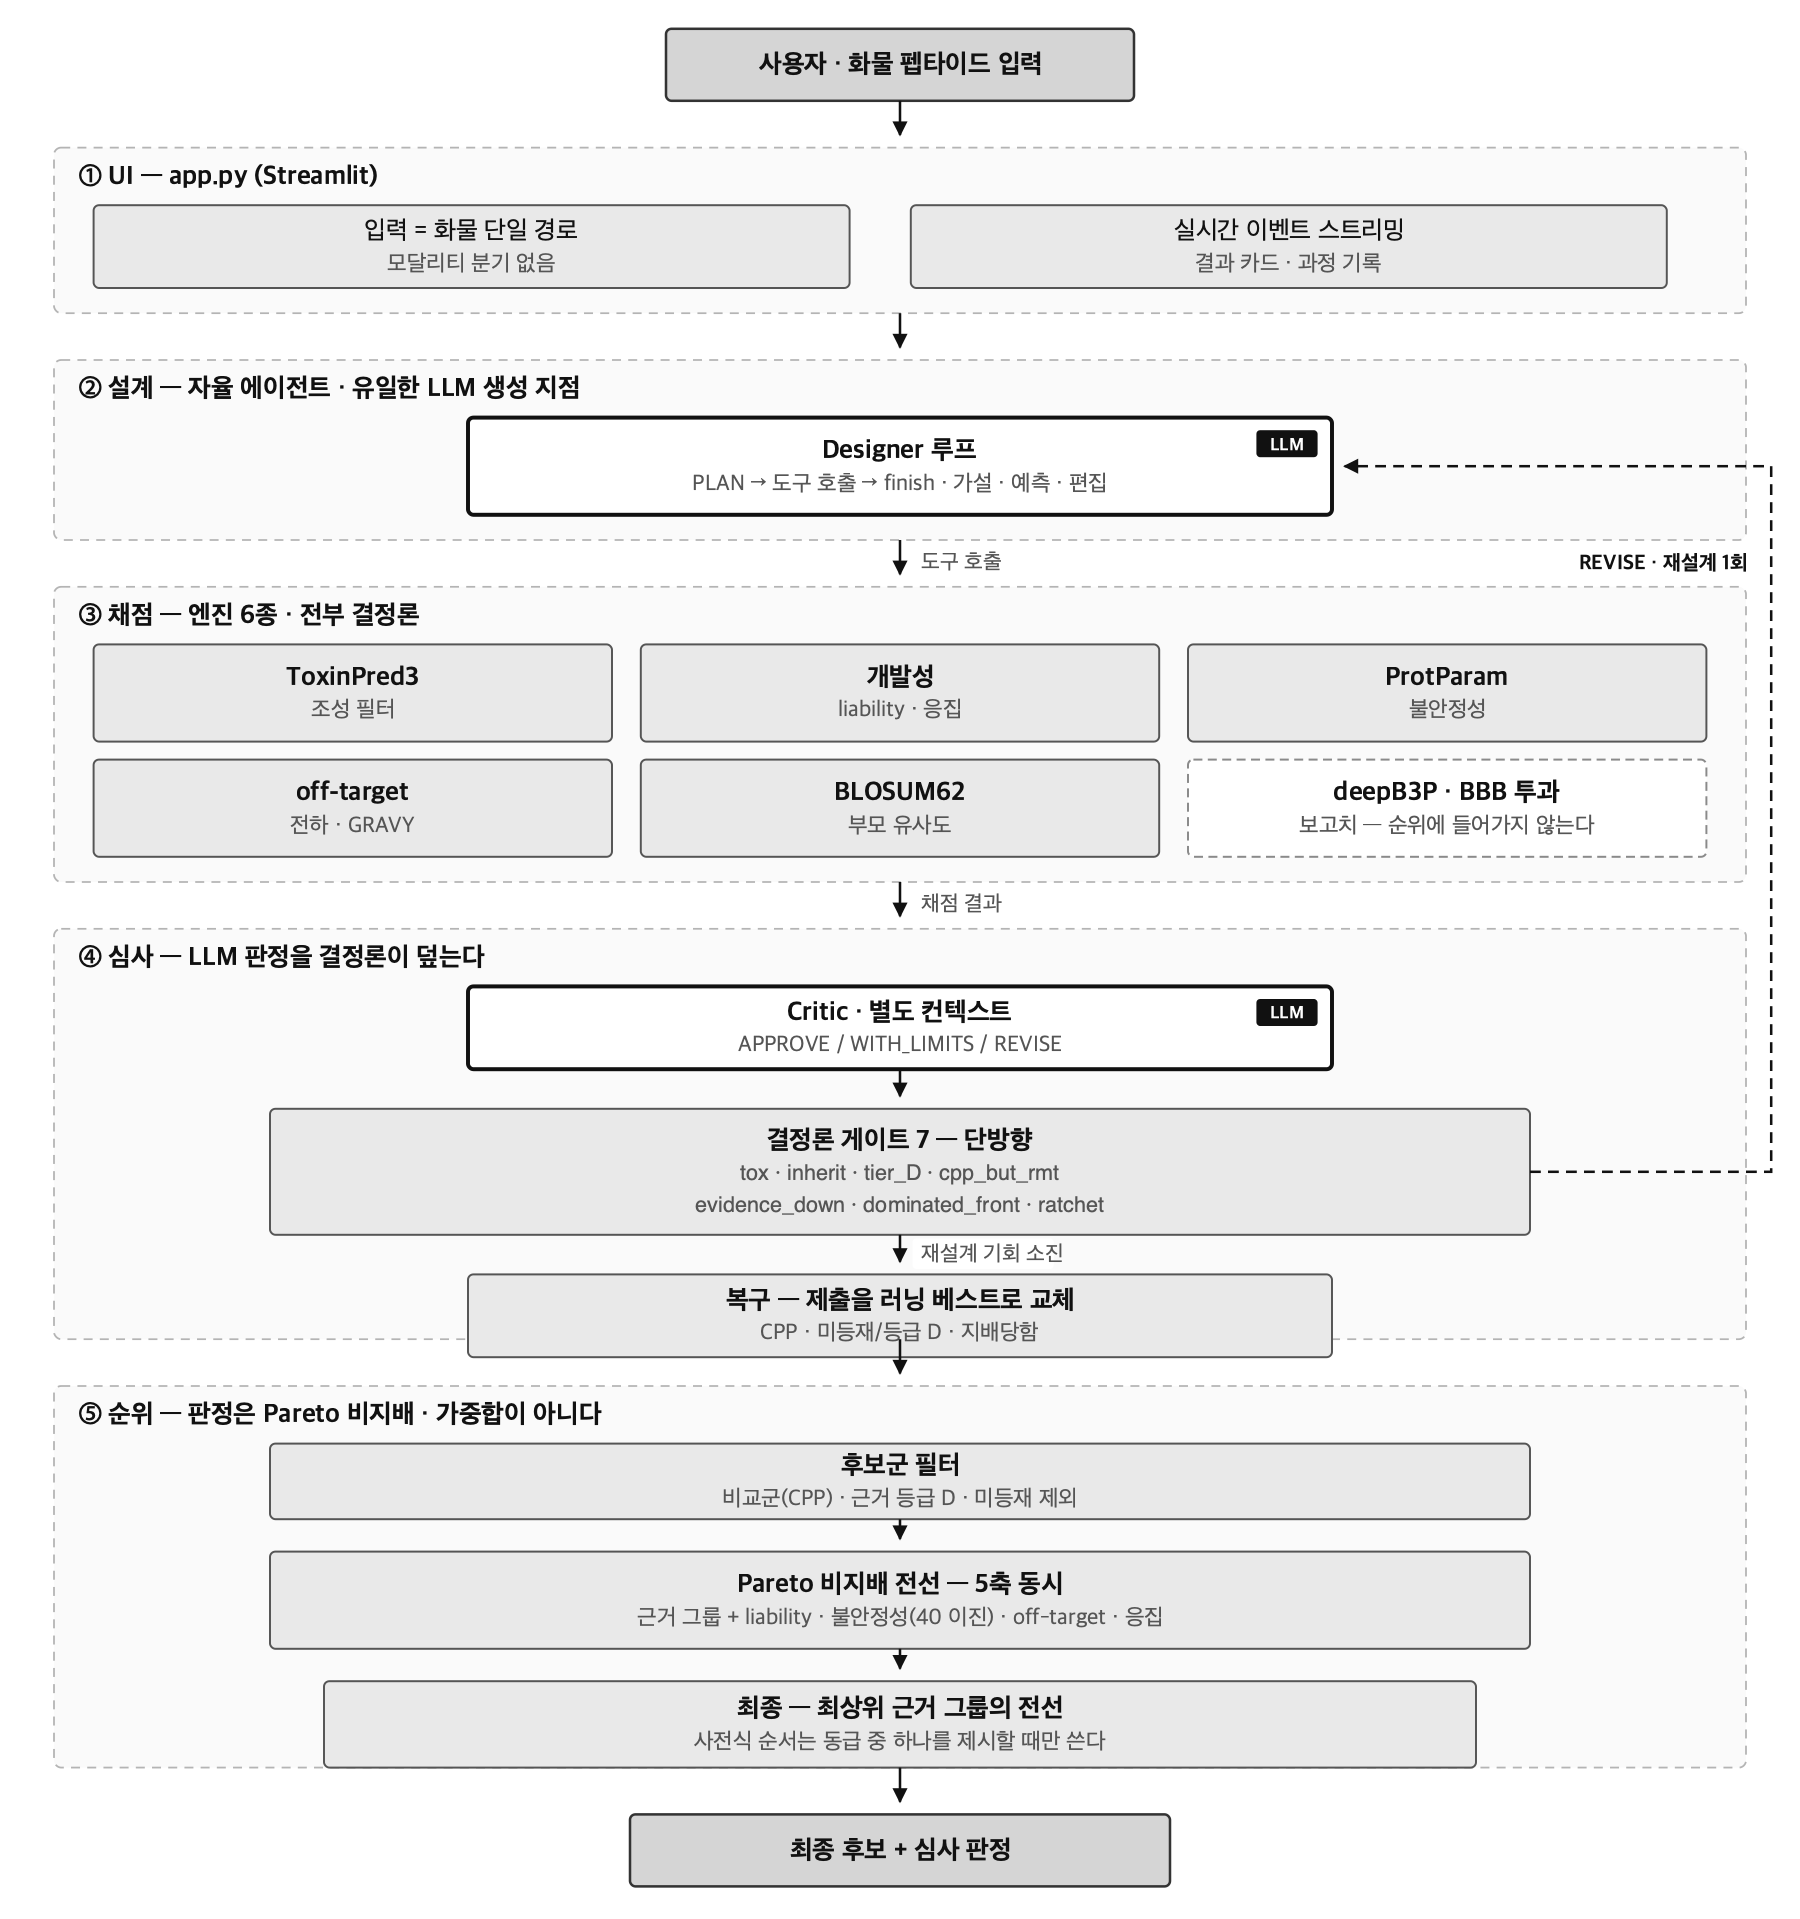 사용자 · 화물 펩타이드 입력
① UI — app.py (Streamlit)
입력 = 화물 단일 경로
모달리티 분기 없음
실시간 이벤트 스트리밍
결과 카드 · 과정 기록
② 설계 — 자율 에이전트 · 유일한 LLM 생성 지점
Designer 루프
LLM
PLAN → 도구 호출 → finish · 가설 · 예측 · 편집
도구 호출
REVISE · 재설계 1회
③ 채점 — 엔진 6종 · 전부 결정론
ToxinPred3
조성 필터
개발성
liability · 응집
ProtParam
불안정성
off-target
전하 · GRAVY
BLOSUM62
부모 유사도
deepB3P · BBB 투과
보고치 — 순위에 들어가지 않는다
채점 결과
④ 심사 — LLM 판정을 결정론이 덮는다
Critic · 별도 컨텍스트
LLM
APPROVE / WITH_LIMITS / REVISE
결정론 게이트 7 — 단방향
tox · inherit · tier_D · cpp_but_rmt
evidence_down · dominated_front · ratchet
재설계 기회 소진
복구 — 제출을 러닝 베스트로 교체
CPP · 미등재/등급 D · 지배당함
⑤ 순위 — 판정은 Pareto 비지배 · 가중합이 아니다
후보군 필터
비교군(CPP) · 근거 등급 D · 미등재 제외
Pareto 비지배 전선 — 5축 동시
근거 그룹 + liability · 불안정성(40 이진) · off-target · 응집
최종 — 최상위 근거 그룹의 전선
사전식 순서는 동급 중 하나를 제시할 때만 쓴다
최종 후보 + 심사 판정